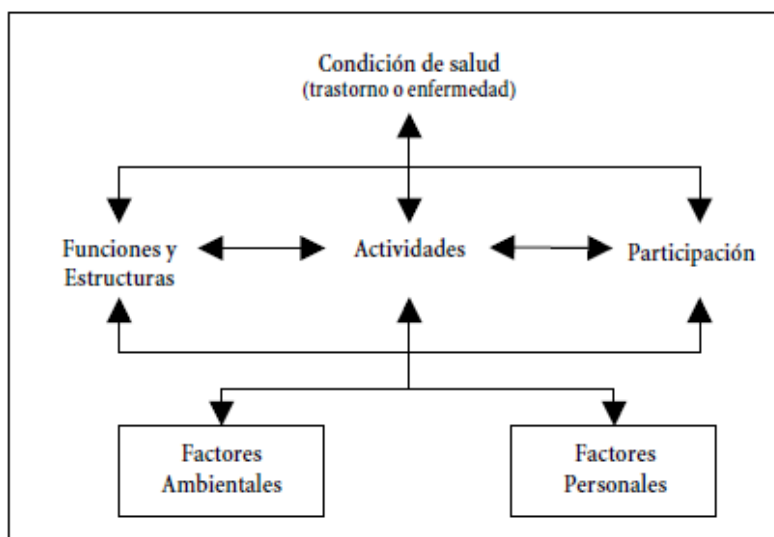 Condición de salud
(trastorno o enfermedad)
Funciones y
Estructuras
Actividades
Participación
Factores
Ambientales
Factores
Personales